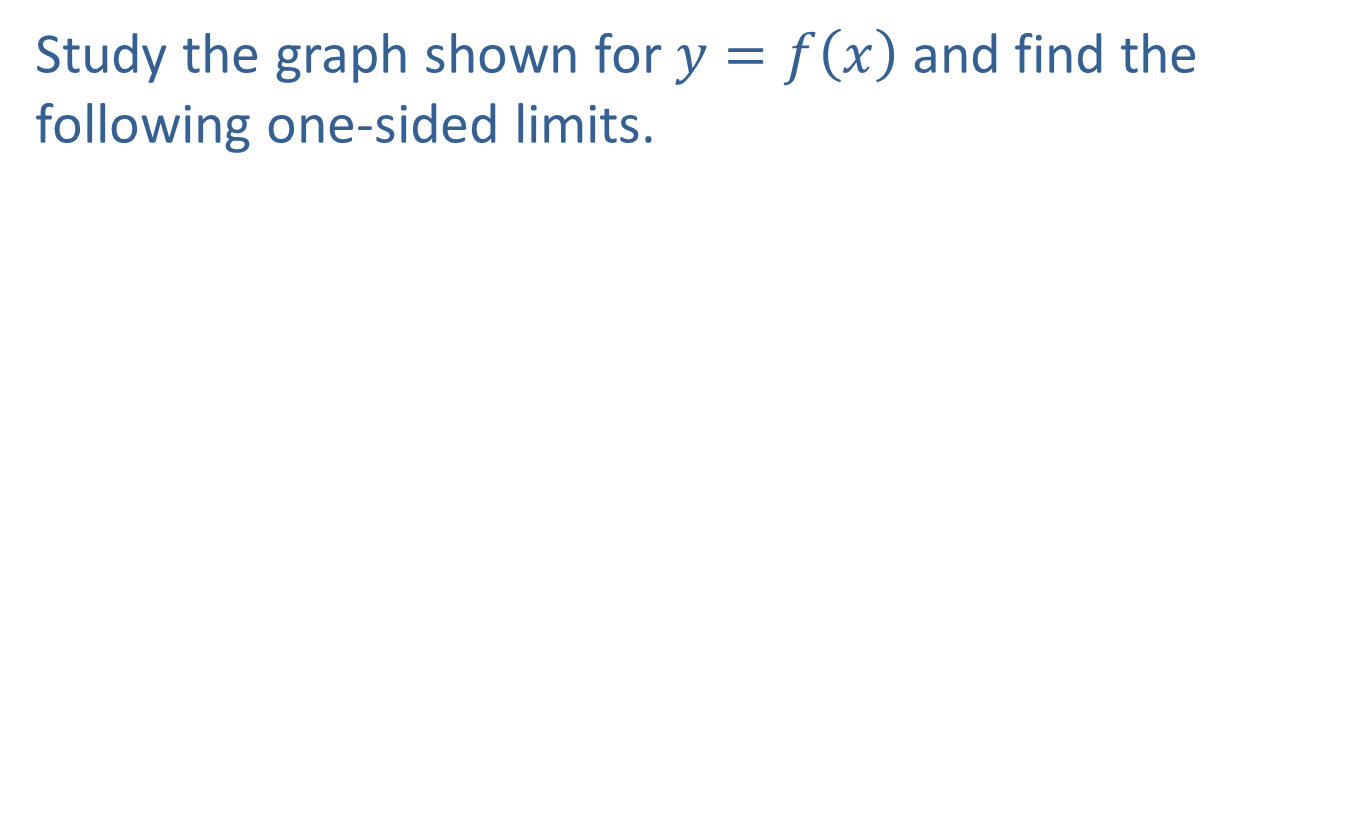 Study the graph shown for y = f(x) and find the
following one-sided limits.